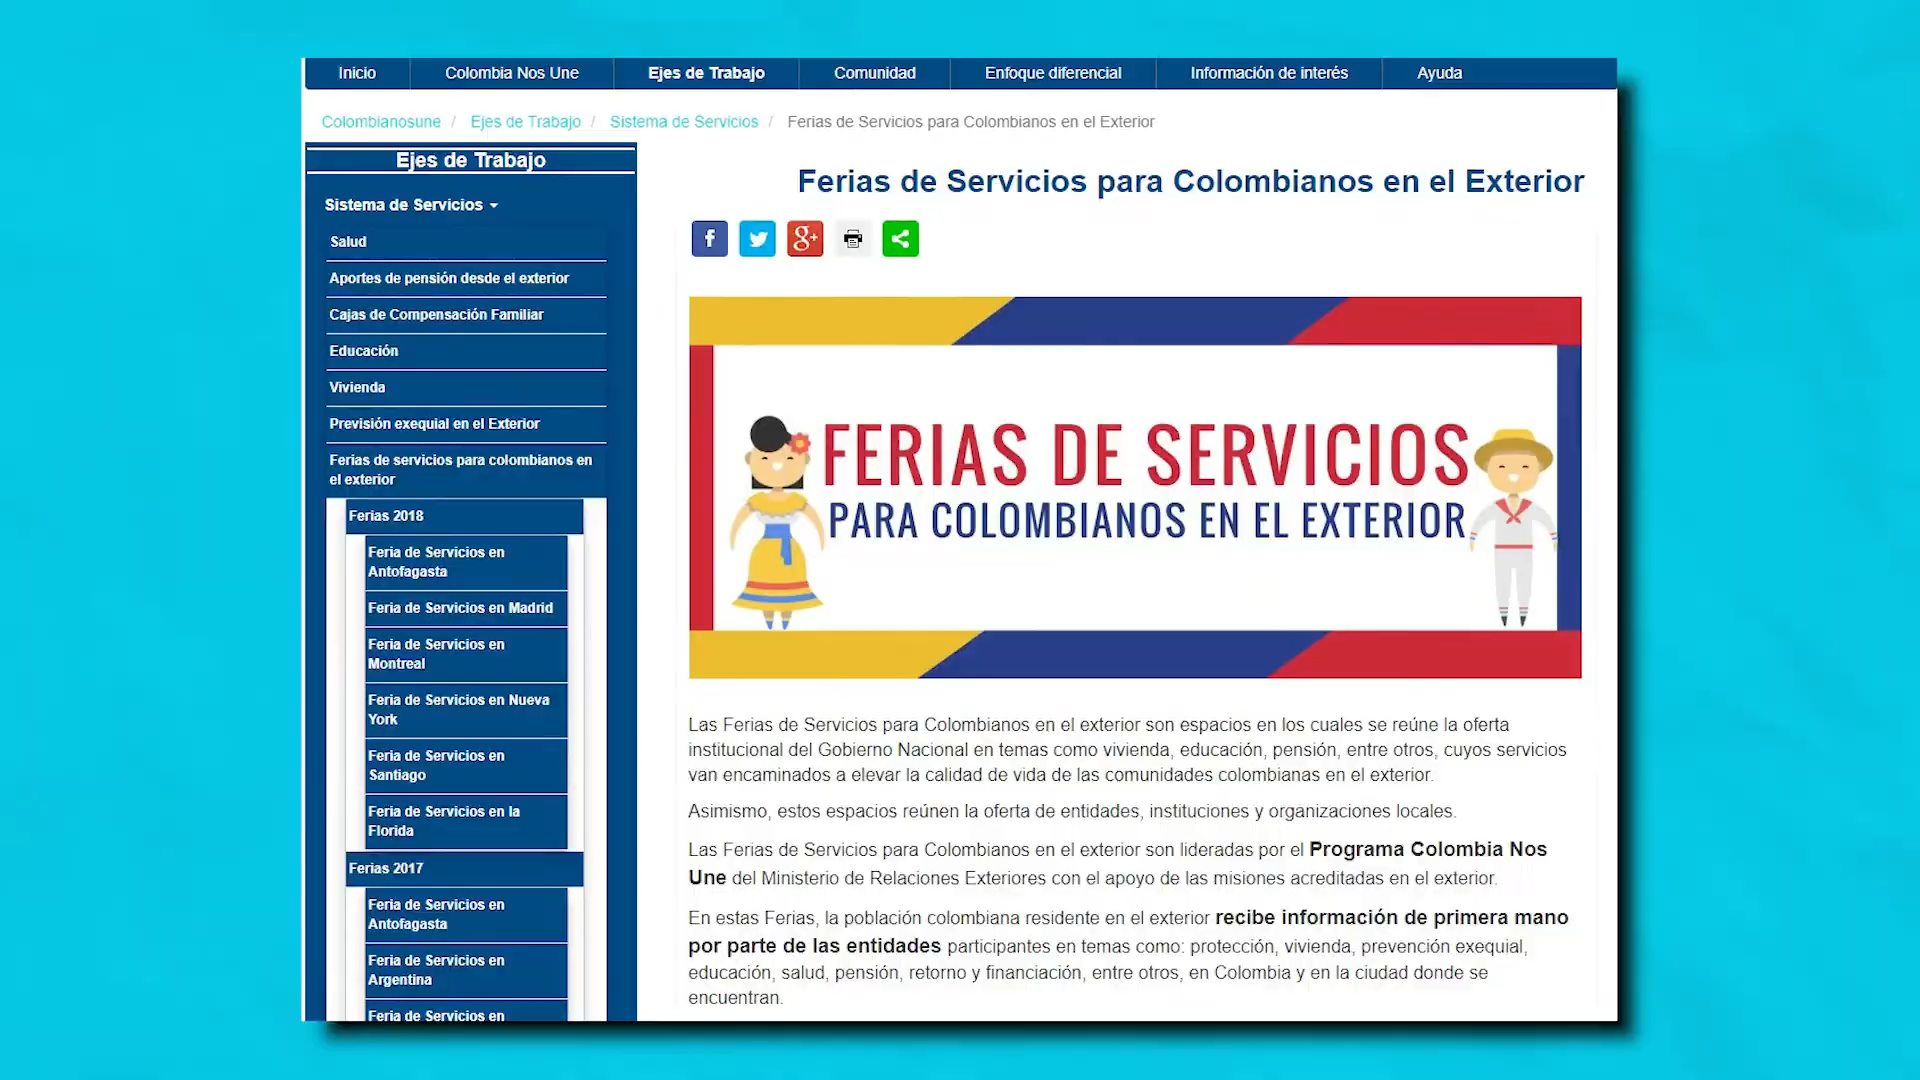 Inicio
Colombia Nos Une
Ejes de Trabajo
Comunidad
Enfoque diferencial
Información de interés
Ayuda
Colombianosune / Ejes de Trabajo / Sistema de Servicios / Ferias de Servicios para Colombianos en el Exterior
Ejes de Trabajo
Sistema de Servicios
Salud
Aportes de pensión desde el exterior
Cajas de Compensación Familiar
Educación
Vivienda
Previsión exequial en el Exterior
Ferias de servicios para colombianos en
el exterior
Ferias 2018
Feria de Servicios en
Antofagasta
Feria de Servicios en Madrid
Feria de Servicios en
Montreal
Feria de Servicios en Nueva
York
Feria de Servicios en
Santiago
Feria de Servicios en la
Florida
Ferias 2017
Feria de Servicios en
Antofagasta
Feria de Servicios en
Argentina
Feria de Servicios en
Ferias de Servicios para Colombianos en el Exterior
FERIAS DE SERVICIOS
PARA COLOMBIANOS EN EL EXTERIOR
Las Ferias de Servicios para Colombianos en el exterior son espacios en los cuales se reúne la oferta
institucional del Gobierno Nacional en temas como vivienda, educación, pensión, entre otros, cuyos servicios
van encaminados a elevar la calidad de vida de las comunidades colombianas en el exterior.
Asimismo, estos espacios reúnen la oferta de entidades, instituciones y organizaciones locales.
Las Ferias de Servicios para Colombianos en el exterior son lideradas por el Programa Colombia Nos
Une del Ministerio de Relaciones Exteriores con el apoyo de las misiones acreditadas en el exterior.
En estas Ferias, la población colombiana residente en el exterior recibe información de primera mano
por parte de las entidades participantes en temas como: protección, vivienda, prevención exequial,
educación, salud, pensión, retorno y financiación, entre otros, en Colombia y en la ciudad donde se
encuentran.